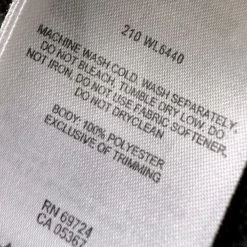 210 WL6440
MACHINE WASH COLD. WASH SEPARATELY.
DO NOT BLEACH. TUMBLE DRY LOW. DO
NOT IRON. DO NOT USE FABRIC SOFTENER.
DO NOT DRYCLEAN
BODY: 100% POLYESTER
EXCLUSIVE OF TRIMMING
RN 69724
CA 05367